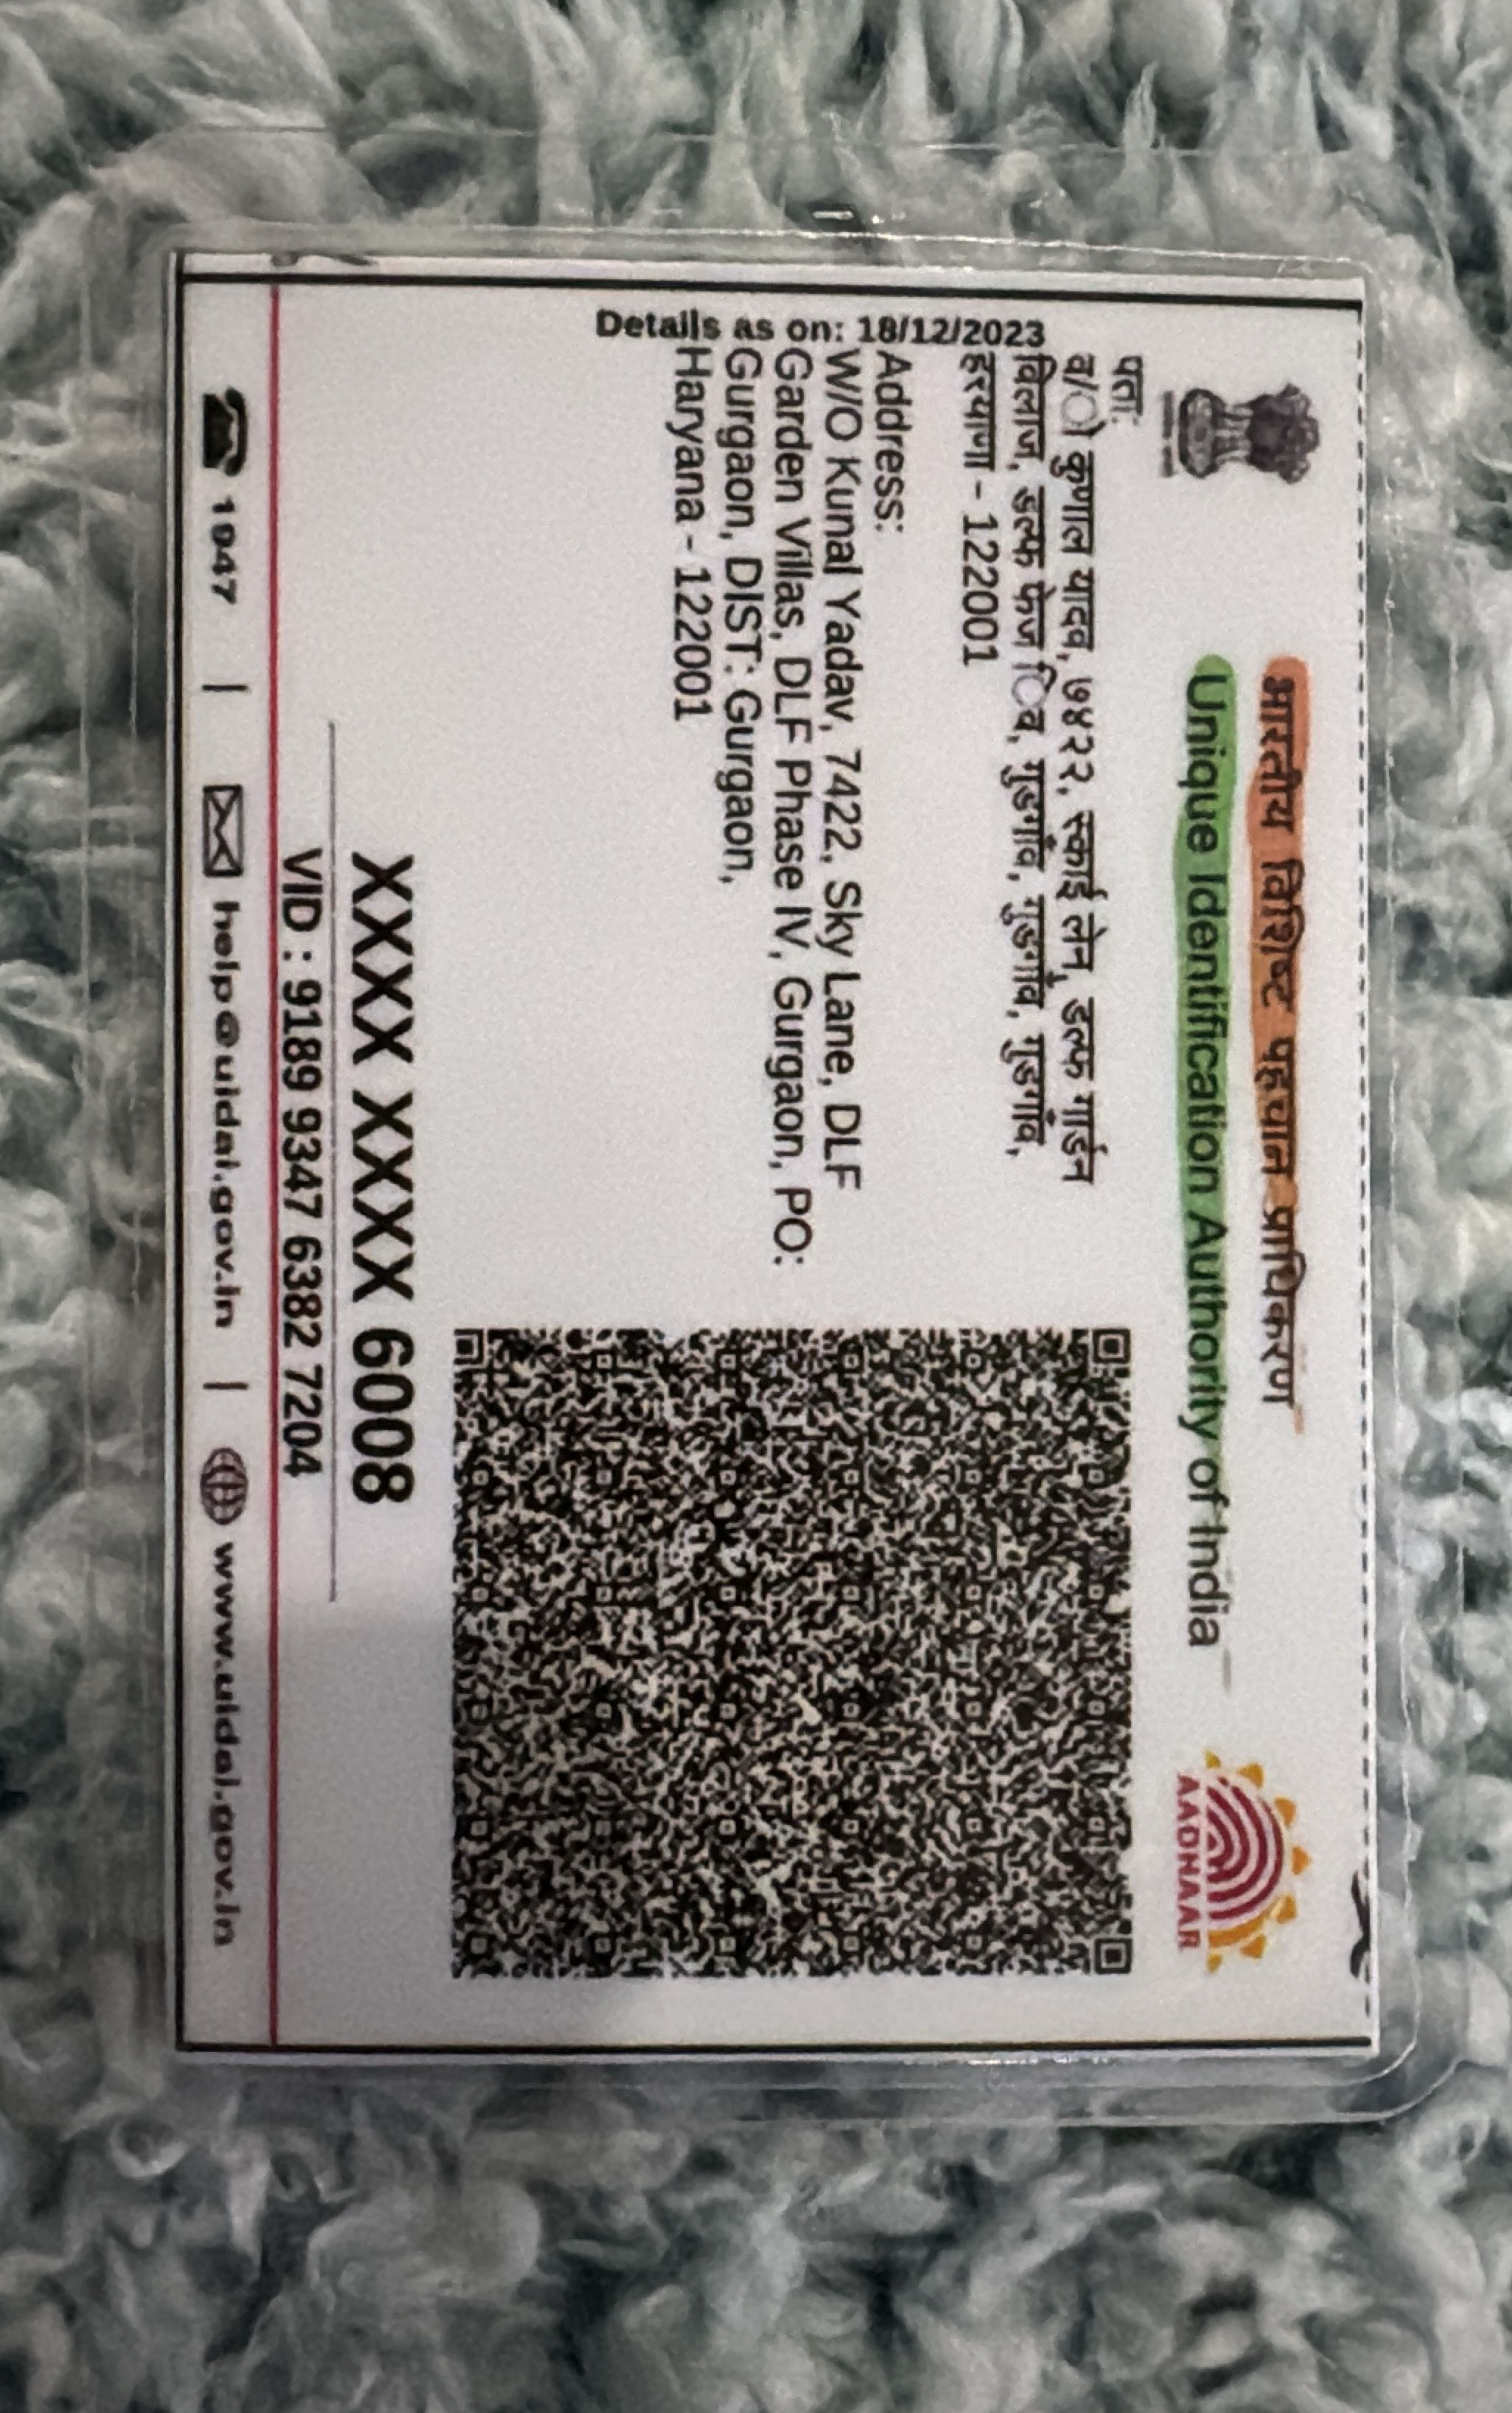 भारतीय विशिष्ट पहचान प्राधिकरण
Unique Identification Authority of India
AADHAAR
Details as on: 18/12/2023
पता:
व/ो कुणाल यादव, ७४२२, स्काई लेन, डल्फ गार्डन
विलाज, डल्फ फेज िव, गुडगाँव, गुडगाँव, गुडगाँव,
हरयाणा - 122001
Address:
W/O Kunal Yadav, 7422, Sky Lane, DLF
Garden Villas, DLF Phase IV, Gurgaon, PO:
Gurgaon, DIST: Gurgaon,
Haryana - 122001
XXXX XXXX 6008
VID : 9189 9347 6382 7204
1947 | help@uidai.gov.in | www.uidai.gov.in